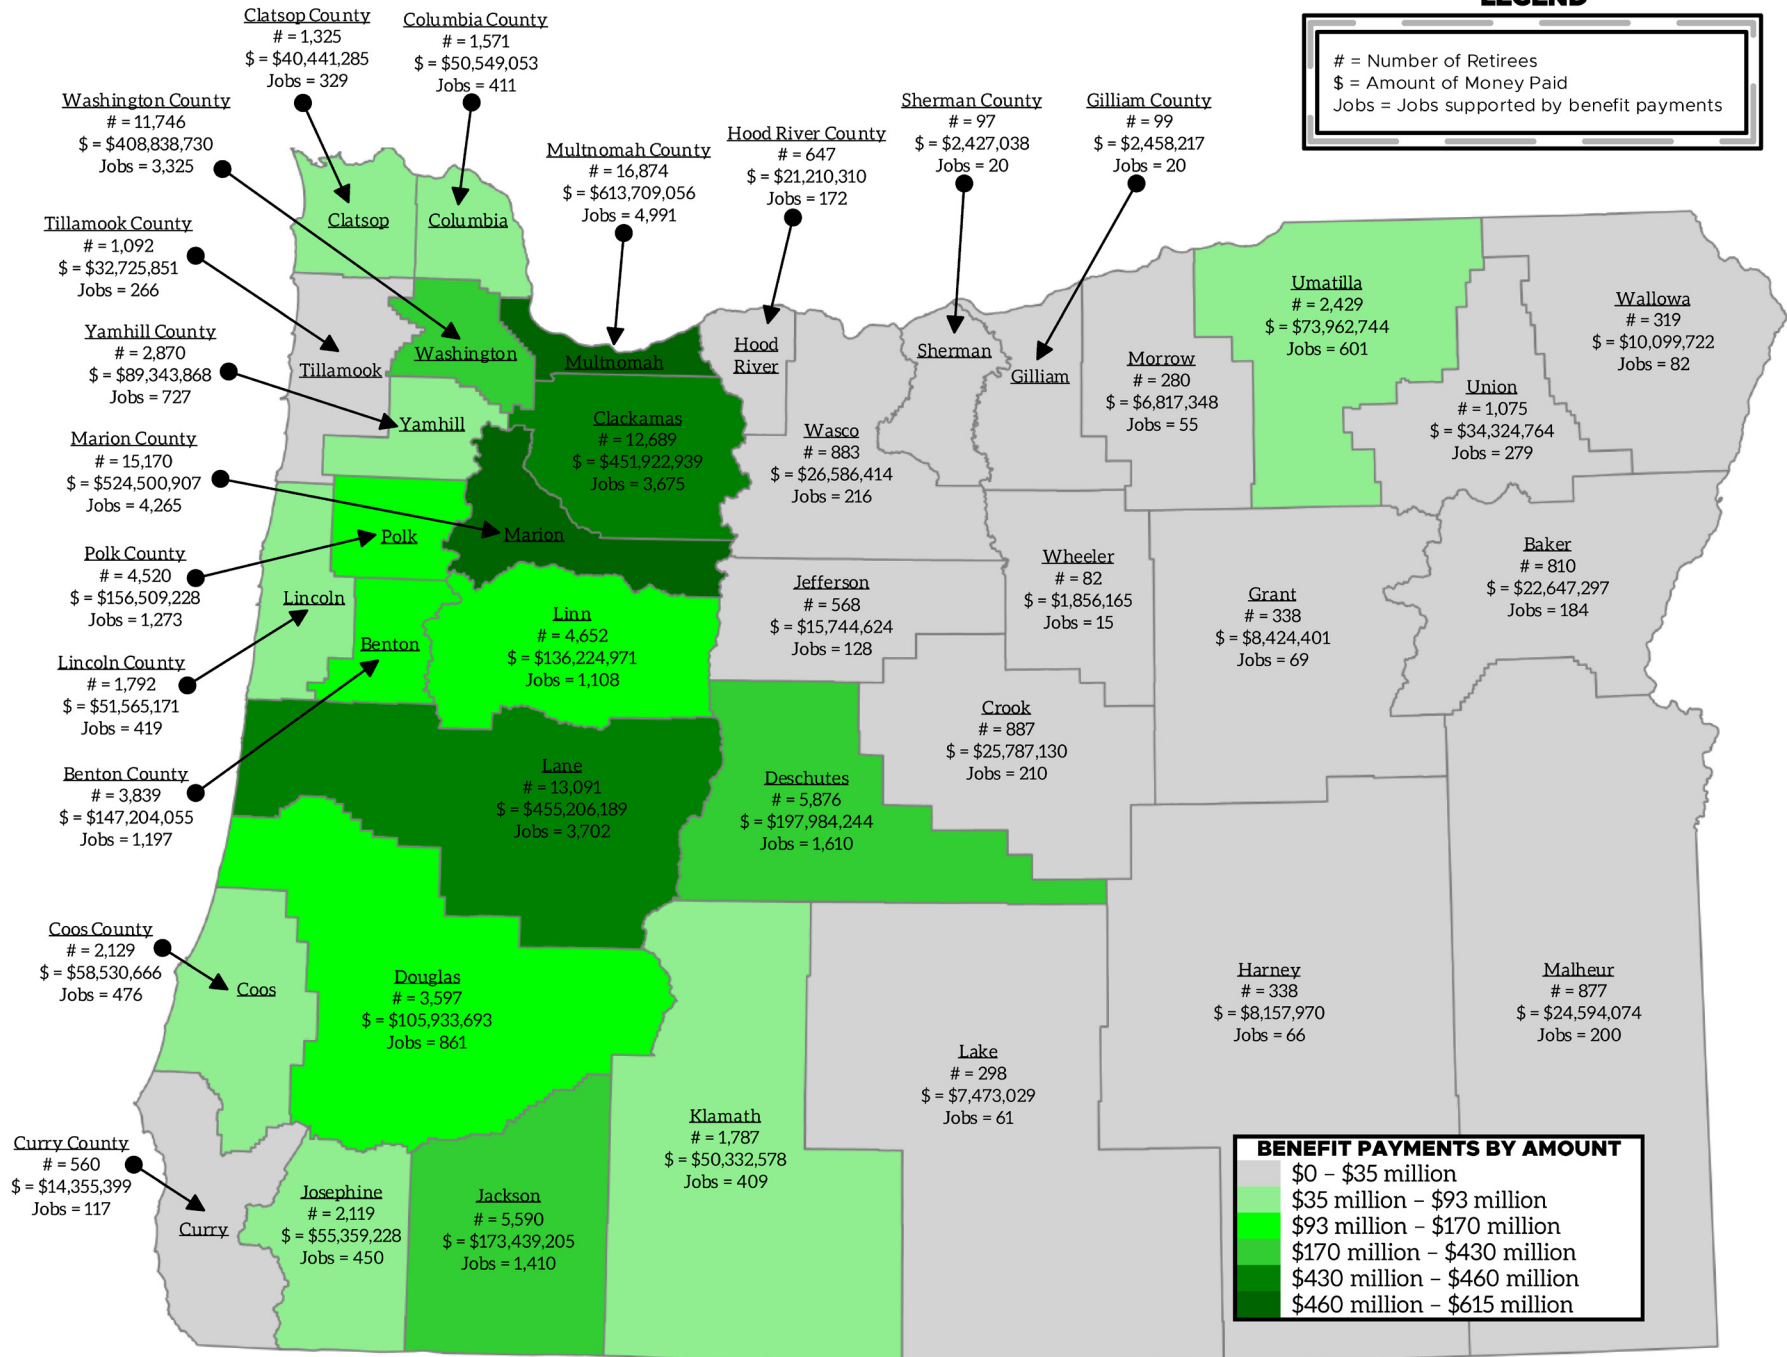 LEGEND
# = Number of Retirees
$ = Amount of Money Paid
Jobs = Jobs supported by benefit payments
Clatsop County
# = 1,325
$ = $40,441,285
Jobs = 329
Columbia County
# = 1,571
$ = $50,549,053
Jobs = 411
Washington County
# = 11,746
$ = $408,838,730
Jobs = 3,325
Multnomah County
# = 16,874
$ = $613,709,056
Jobs = 4,991
Hood River County
# = 647
$ = $21,210,310
Jobs = 172
Sherman County
# = 97
$ = $2,427,038
Jobs = 20
Gilliam County
# = 99
$ = $2,458,217
Jobs = 20
Tillamook County
# = 1,092
$ = $32,725,851
Jobs = 266
Yamhill County
# = 2,870
$ = $89,343,868
Jobs = 727
Marion County
# = 15,170
$ = $524,500,907
Jobs = 4,265
Polk County
# = 4,520
$ = $156,509,228
Jobs = 1,273
Lincoln County
# = 1,792
$ = $51,565,171
Jobs = 419
Benton County
# = 3,839
$ = $147,204,055
Jobs = 1,197
Coos County
# = 2,129
$ = $58,530,666
Jobs = 476
Curry County
# = 560
$ = $14,355,399
Jobs = 117
Clatsop
Columbia
Tillamook
Washington
Multnomah
Hood
River
Sherman
Gilliam
Morrow
# = 280
$ = $6,817,348
Jobs = 55
Umatilla
# = 2,429
$ = $73,962,744
Jobs = 601
Union
# = 1,075
$ = $34,324,764
Jobs = 279
Wallowa
# = 319
$ = $10,099,722
Jobs = 82
Yamhill
Clackamas
# = 12,689
$ = $451,922,939
Jobs = 3,675
Wasco
# = 883
$ = $26,586,414
Jobs = 216
Polk
Marion
Lincoln
Benton
Linn
# = 4,652
$ = $136,224,971
Jobs = 1,108
Jefferson
# = 568
$ = $15,744,624
Jobs = 128
Wheeler
# = 82
$ = $1,856,165
Jobs = 15
Grant
# = 338
$ = $8,424,401
Jobs = 69
Baker
# = 810
$ = $22,647,297
Jobs = 184
Lane
# = 13,091
$ = $455,206,189
Jobs = 3,702
Deschutes
# = 5,876
$ = $197,984,244
Jobs = 1,610
Crook
# = 887
$ = $25,787,130
Jobs = 210
Coos
Douglas
# = 3,597
$ = $105,933,693
Jobs = 861
Klamath
# = 1,787
$ = $50,332,578
Jobs = 409
Lake
# = 298
$ = $7,473,029
Jobs = 61
Harney
# = 338
$ = $8,157,970
Jobs = 66
Malheur
# = 877
$ = $24,594,074
Jobs = 200
Curry
Josephine
# = 2,119
$ = $55,359,228
Jobs = 450
Jackson
# = 5,590
$ = $173,439,205
Jobs = 1,410
BENEFIT PAYMENTS BY AMOUNT
$0 – $35 million
$35 million – $93 million
$93 million – $170 million
$170 million – $430 million
$430 million – $460 million
$460 million – $615 million